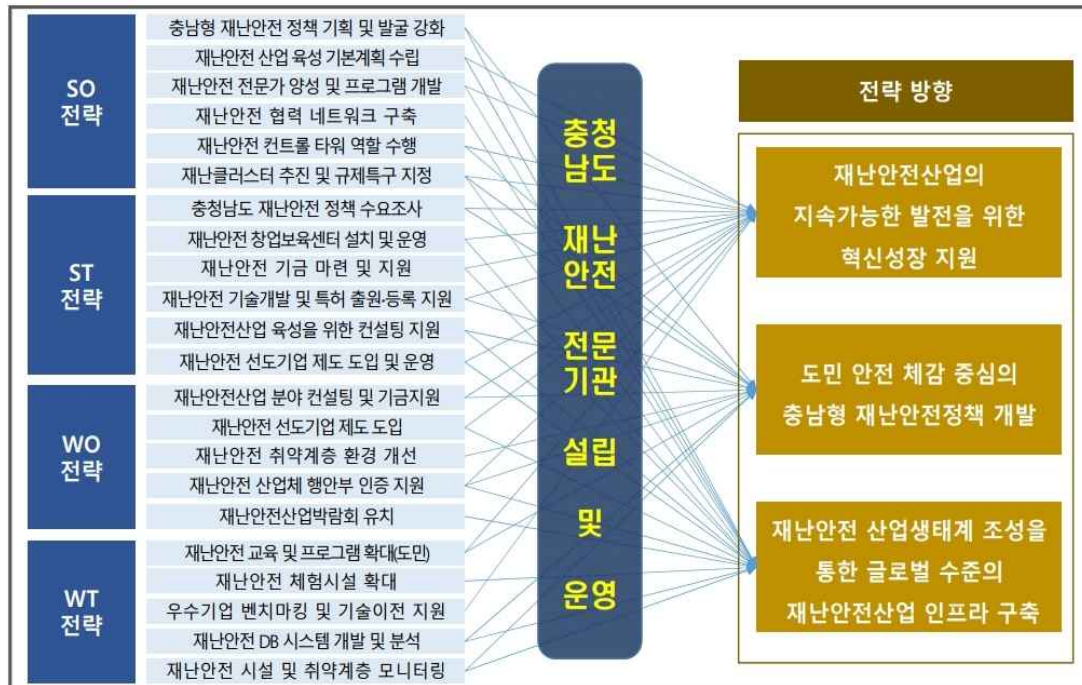 SO
전략
충남형 재난안전 정책 기획 및 발굴 강화
재난안전 산업 육성 기본계획 수립
재난안전 전문가 양성 및 프로그램 개발
재난안전 협력 네트워크 구축
재난안전 컨트롤 타워 역할 수행
재난클러스터 추진 및 규제특구 지정
ST
전략
충청남도 재난안전 정책 수요조사
재난안전 창업보육센터 설치 및 운영
재난안전 기금 마련 및 지원
재난안전 기술개발 및 특허 출원·등록 지원
재난안전산업 육성을 위한 컨설팅 지원
재난안전 선도기업 제도 도입 및 운영
WO
전략
재난안전산업 분야 컨설팅 및 기금지원
재난안전 선도기업 제도 도입
재난안전 취약계층 환경 개선
재난안전 산업체 행안부 인증 지원
재난안전산업박람회 유치
WT
전략
재난안전 교육 및 프로그램 확대(도민)
재난안전 체험시설 확대
우수기업 벤치마킹 및 기술이전 지원
재난안전 DB 시스템 개발 및 분석
재난안전 시설 및 취약계층 모니터링
충청
남도
재난
안전
전문
기관
설립
및
운영
전략 방향
재난안전산업의
지속가능한 발전을 위한
혁신성장 지원
도민 안전 체감 중심의
충남형 재난안전정책 개발
재난안전 산업생태계 조성을
통한 글로벌 수준의
재난안전산업 인프라 구축